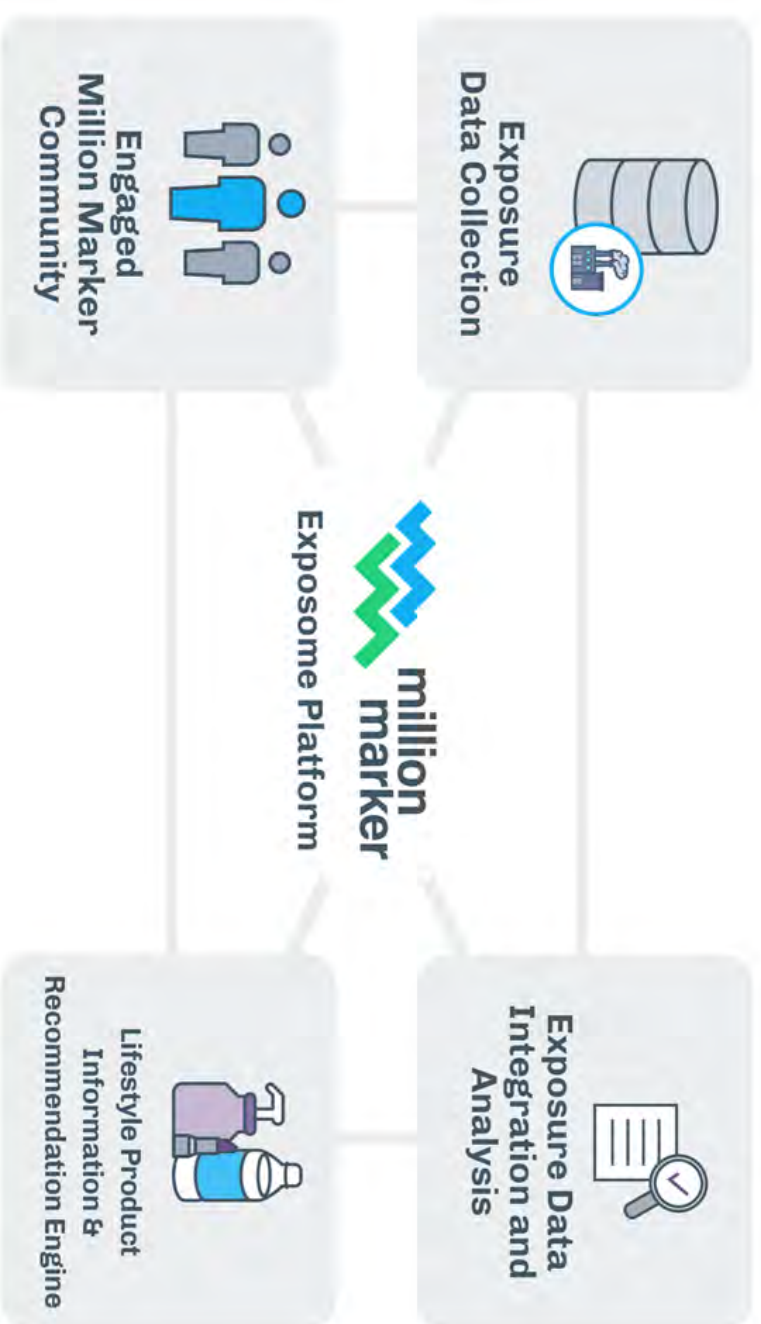 Exposure
Data Collection
Exposure Data
Integration and
Analysis
million
marker
Exposome Platform
Engaged
Million Marker
Community
Lifestyle Product
Information &
Recommendation Engine